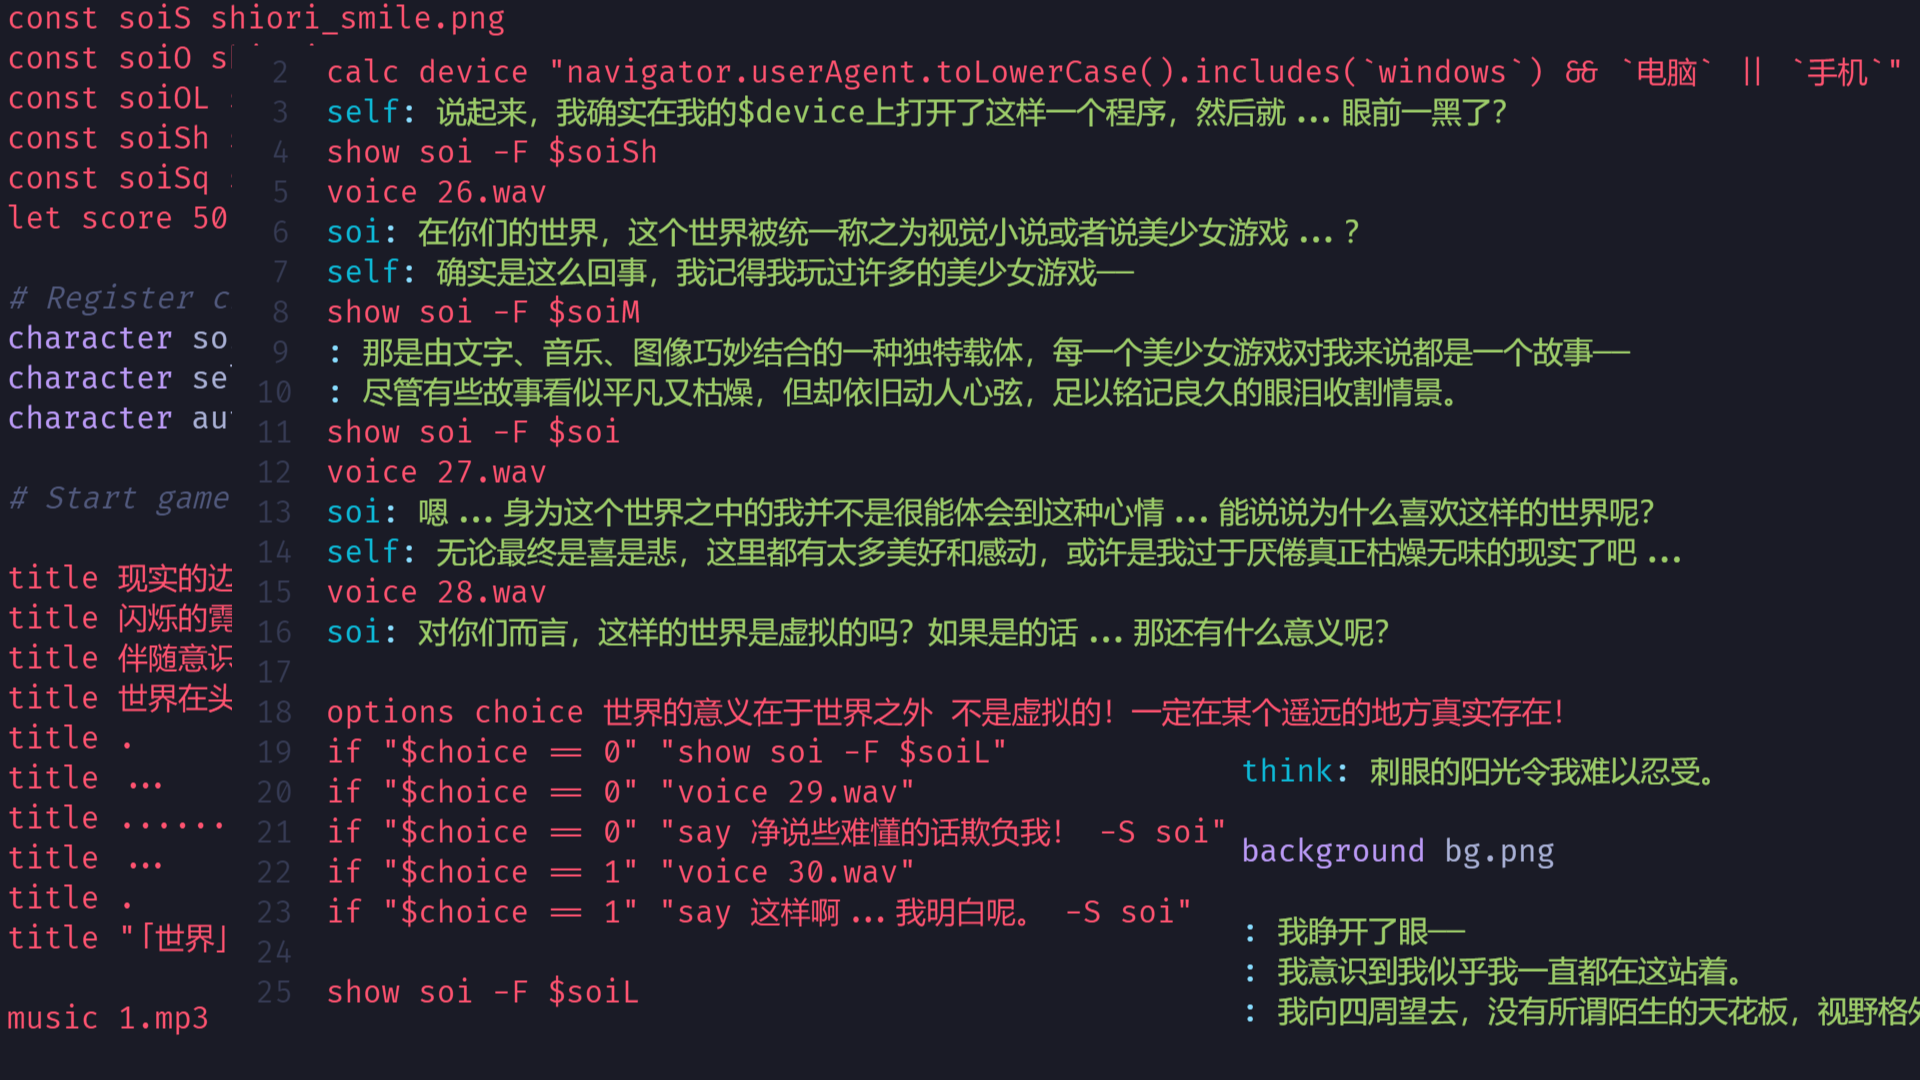 const soiS shiori_smile.png
const soiO
const soiOL
const soiSh
const soiSq
let score 50
# Register
character
character
character
# Start game
title 现实的边
title 闪烁的霓
title 伴随意识
title 世界在头
title .
title ...
title ......
title ...
title .
title "「世界」
music 1.mp3
2 calc device "navigator.userAgent.toLowerCase().includes(`windows`) && `电脑` || `手机`"
3 self: 说起来，我确实在我的$device上打开了这样一个程序，然后就 ... 眼前一黑了？
4 show soi -F $soiSh
5 voice 26.wav
6 soi: 在你们的世界，这个世界被统一称之为视觉小说或者说美少女游戏 ... ？
7 self: 确实是这么回事，我记得我玩过许多的美少女游戏——
8 show soi -F $soiM
9 : 那是由文字、音乐、图像巧妙结合的一种独特载体，每一个美少女游戏对我来说都是一个故事——
10 : 尽管有些故事看似平凡又枯燥，但却依旧动人心弦，足以铭记良久的眼泪收割情景。
11 show soi -F $soi
12 voice 27.wav
13 soi: 嗯 ... 身为这个世界之中的我并不是很能体会到这种心情 ... 能说说为什么喜欢这样的世界呢？
14 self: 无论最终是喜是悲，这里都有太多美好和感动，或许是我过于厌倦真正枯燥无味的现实了吧 ...
15 voice 28.wav
16 soi: 对你们而言，这样的世界是虚拟的吗？如果是的话 ... 那还有什么意义呢？
17
18 options choice 世界的意义在于世界之外 不是虚拟的！一定在某个遥远的地方真实存在！
19 if "$choice == 0" "show soi -F $soiL"
20 if "$choice == 0" "voice 29.wav"
21 if "$choice == 0" "say 净说些难懂的话欺负我！ -S soi"
22 if "$choice == 1" "voice 30.wav"
23 if "$choice == 1" "say 这样啊 ... 我明白呢。 -S soi"
24
25 show soi -F $soiL
think: 刺眼的阳光令我难以忍受。
background bg.png
: 我睁开了眼——
: 我意识到我似乎我一直都在这站着。
: 我向四周望去，没有所谓陌生的天花板，视野格外